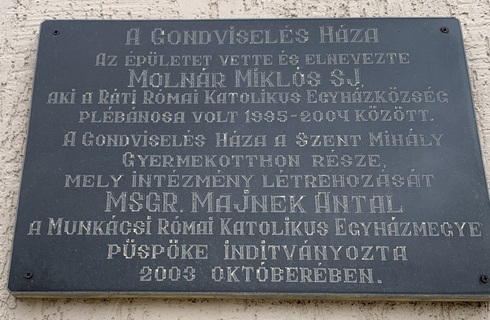 A GONDVISELÉS HÁZA
AZ ÉPÜLETET VETTE ÉS ELNEVEZTE
MOLNÁR MIKLÓS SJ
AKI A RÁTI RÓMAI KATOLIKUS EGYHÁZKÖZSÉG
PLÉBÁNOSA VOLT 1995-2004 KÖZÖTT.
A GONDVISELÉS HÁZA A SZENT MIHÁLY
GYERMEKOTTHON RÉSZE,
MELY INTÉZMÉNY LÉTREHOZÁSÁT
MSGR. MAJNEK ANTAL
A MUNKÁCSI RÓMAI KATOLIKUS EGYHÁZMEGYE
PÜSPÖKE INDÍTVÁNYOZTA
2003 OKTÓBERÉBEN.